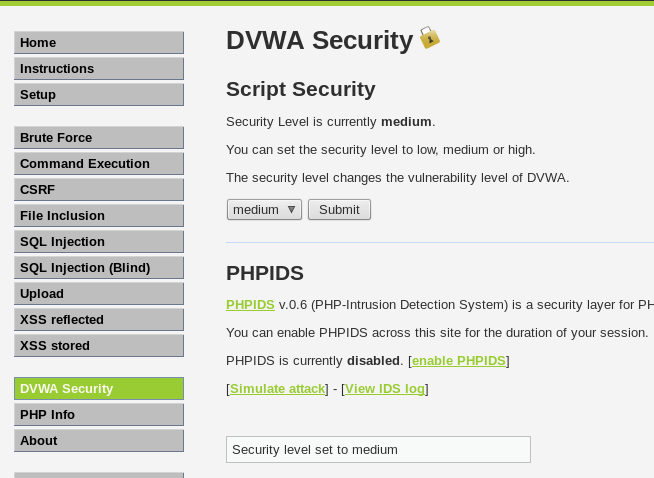 DVWA Security
Script Security
Security Level is currently medium.
You can set the security level to low, medium or high.
The security level changes the vulnerability level of DVWA.
medium Submit
PHPIDS
PHPIDS v.0.6 (PHP-Intrusion Detection System) is a security layer for PH
You can enable PHPIDS across this site for the duration of your session.
PHPIDS is currently disabled. [enable PHPIDS]
[Simulate attack] - [View IDS log]
Security level set to medium
Home
Instructions
Setup
Brute Force
Command Execution
CSRF
File Inclusion
SQL Injection
SQL Injection (Blind)
Upload
XSS reflected
XSS stored
DVWA Security
PHP Info
About